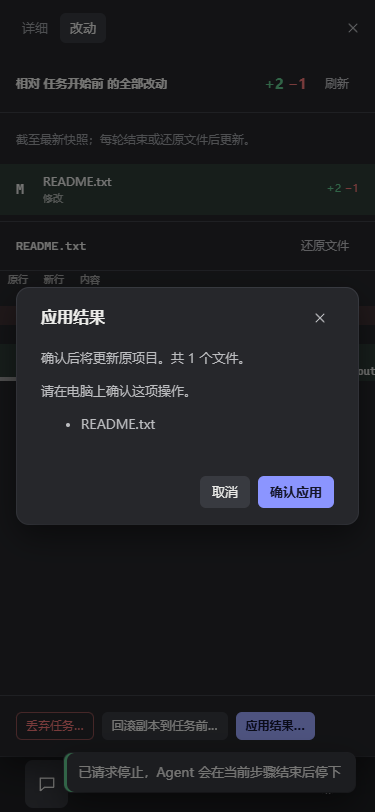 详细 改动
相对 任务开始前 的全部改动 +2 −1 刷新
截至最新快照；每轮结束或还原文件后更新。
M README.txt +2 −1
修改
README.txt 还原文件
原行 新行 内容
应用结果
确认后将更新原项目。共 1 个文件。
请在电脑上确认这项操作。
out
• README.txt
取消 确认应用
丢弃任务... 回滚副本到任务前... 应用结果...
已请求停止，Agent 会在当前步骤结束后停下